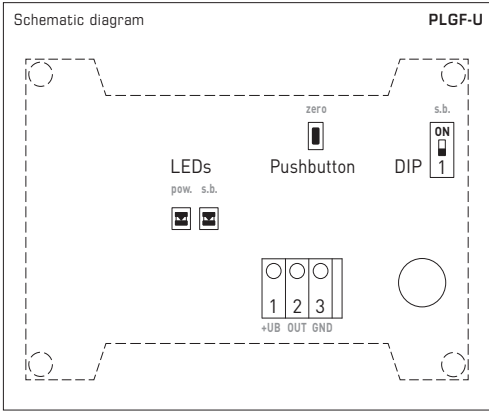 Schematic diagram PLGF-U
zero s.b.
ON
LEDs Pushbutton DIP 1
pow. s.b.
1 2 3
+UB OUT GND